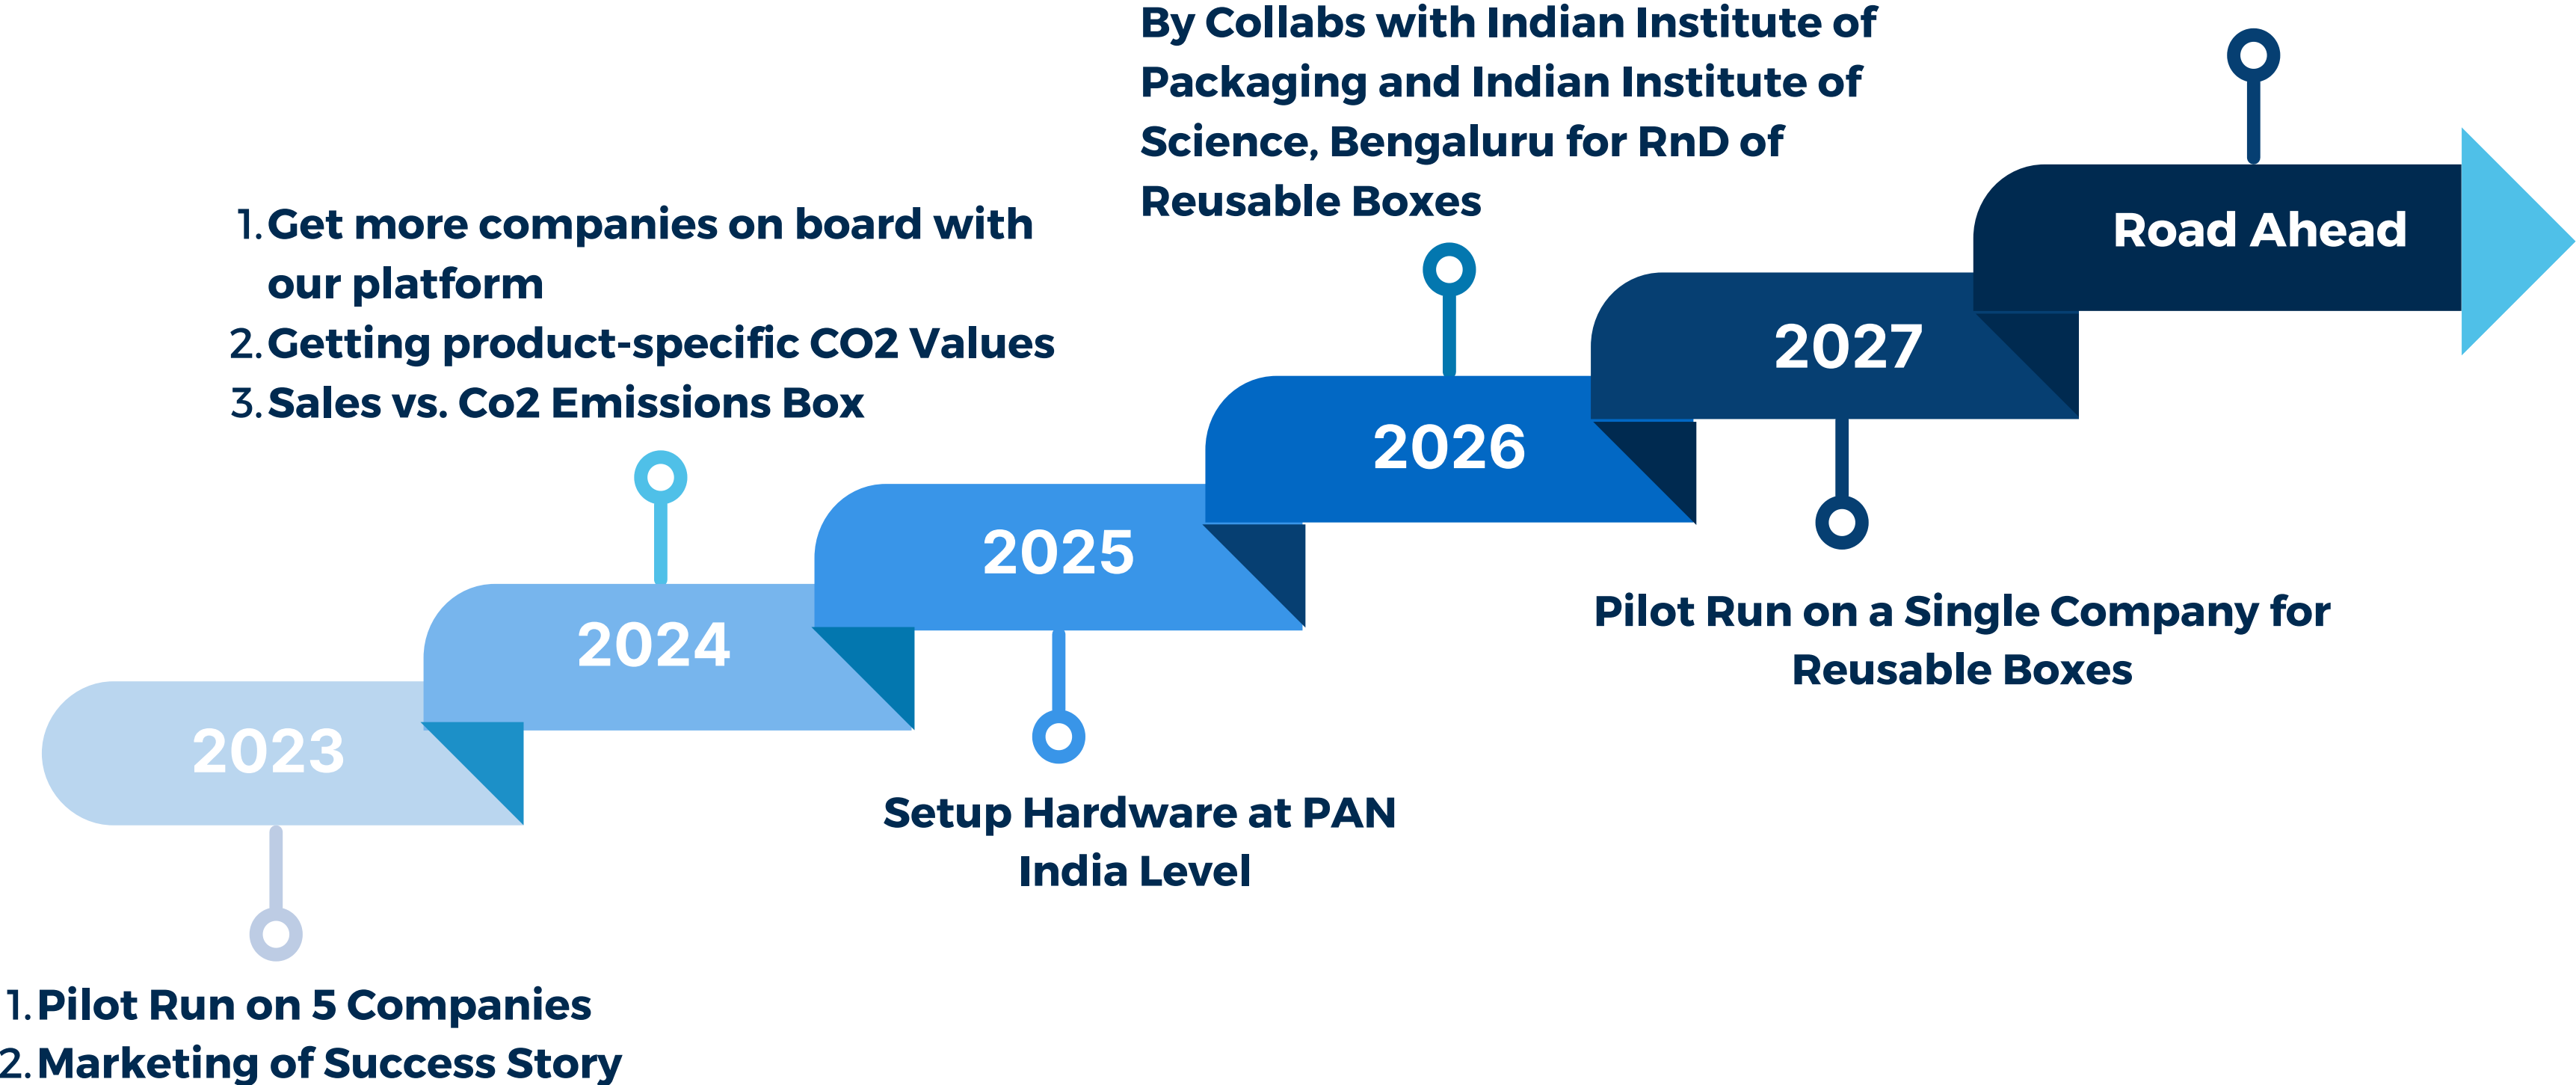 By Collabs with Indian Institute of
Packaging and Indian Institute of
Science, Bengaluru for RnD of
Reusable Boxes
1. Get more companies on board with
our platform
2. Getting product-specific CO2 Values
3. Sales vs. Co2 Emissions Box
Road Ahead
2027
2026
2025
2024
2023
Pilot Run on a Single Company for
Reusable Boxes
Setup Hardware at PAN
India Level
1. Pilot Run on 5 Companies
2. Marketing of Success Story